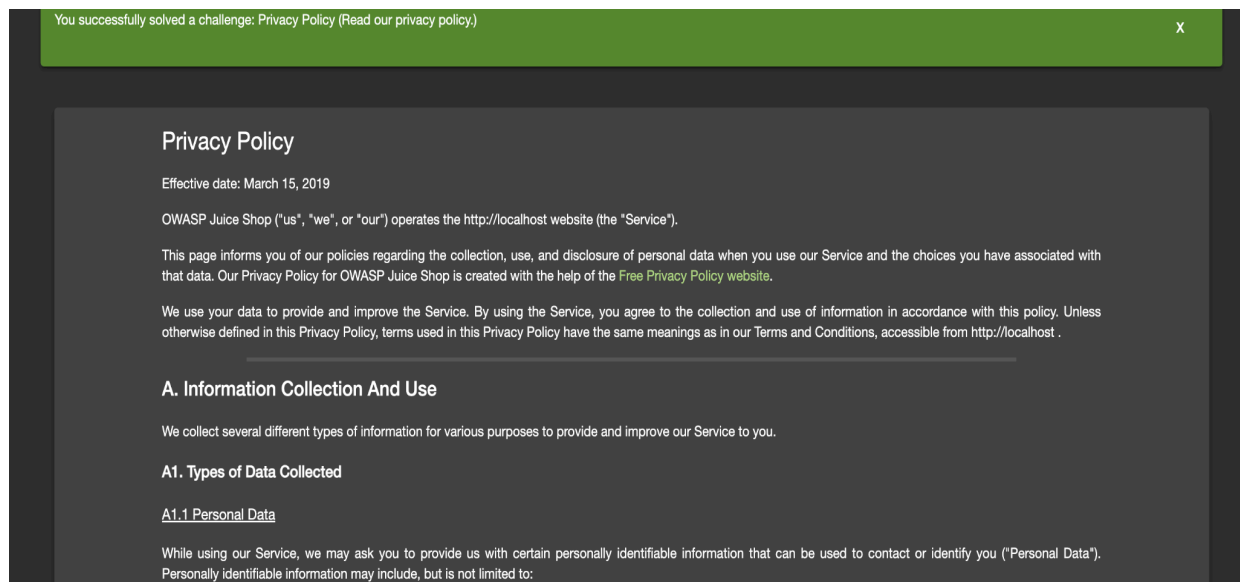 You successfully solved a challenge: Privacy Policy (Read our privacy policy.)
X
Privacy Policy
Effective date: March 15, 2019
OWASP Juice Shop ("us", "we", or "our") operates the http://localhost website (the "Service").
This page informs you of our policies regarding the collection, use, and disclosure of personal data when you use our Service and the choices you have associated with
that data. Our Privacy Policy for OWASP Juice Shop is created with the help of the Free Privacy Policy website.
We use your data to provide and improve the Service. By using the Service, you agree to the collection and use of information in accordance with this policy. Unless
otherwise defined in this Privacy Policy, terms used in this Privacy Policy have the same meanings as in our Terms and Conditions, accessible from http://localhost .
A. Information Collection And Use
We collect several different types of information for various purposes to provide and improve our Service to you.
A1. Types of Data Collected
A1.1 Personal Data
While using our Service, we may ask you to provide us with certain personally identifiable information that can be used to contact or identify you ("Personal Data").
Personally identifiable information may include, but is not limited to: